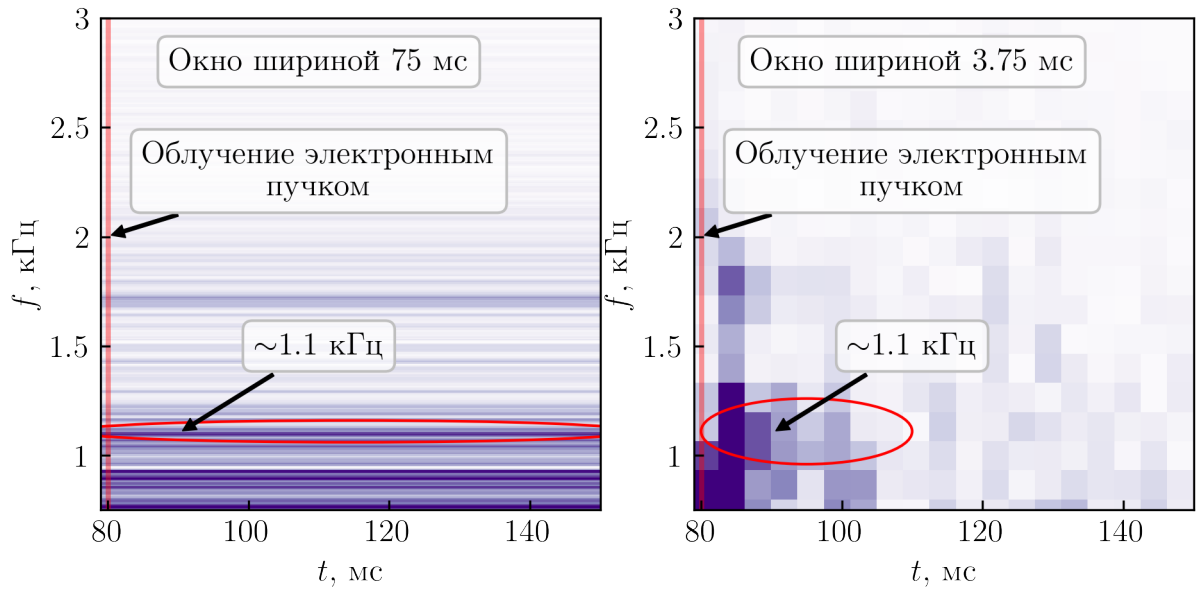 3
2.5
2
1.5
1
f, кГц
80
100
120
140
t, мс
Окно шириной 75 мс
Облучение электронным
пучком
~1.1 кГц
3
2.5
2
1.5
1
f, кГц
80
100
120
140
t, мс
Окно шириной 3.75 мс
Облучение электронным
пучком
~1.1 кГц